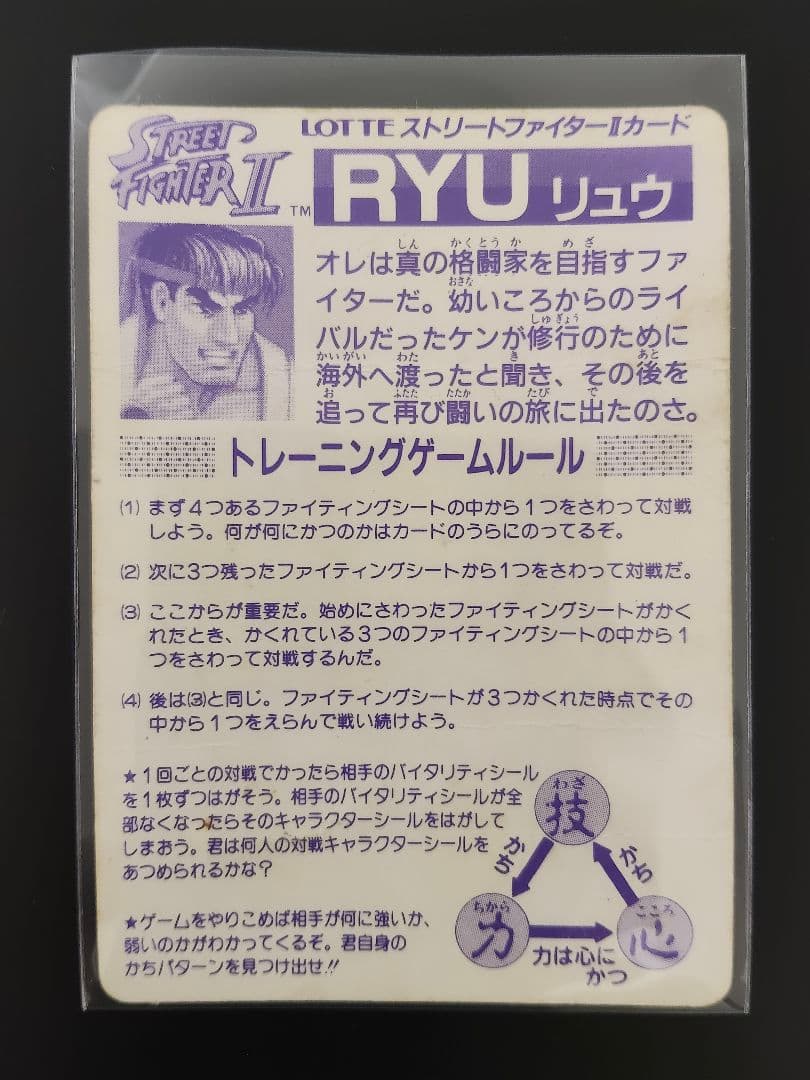 STREET FIGHTER II TM
LOTTE ストリートファイターⅡカード
RYU リュウ
オレは真の格闘家を目指すファ
イターだ。幼いころからのライ
バルだったケンが修行のために
海外へ渡ったと聞き、その後を
追って再び闘いの旅に出たのさ。
トレーニングゲームルール
(1) まず4つあるファイティングシートの中から1つをさわって対戦
しよう。何が何にかつのかはカードのうらにのってるぞ。
(2) 次に3つ残ったファイティングシートから1つをさわって対戦だ。
(3) ここからが重要だ。始めにさわったファイティングシートがかく
れたとき、かくれている3つのファイティングシートの中から1
つをさわって対戦するんだ。
(4) 後は(3)と同じ。ファイティングシートが3つかくれた時点でその
中から1つをえらんで戦い続けよう。
★1回ごとの対戦でかったら相手のバイタリティシール
を1枚ずつはがそう。相手のバイタリティシールが全
部なくなったらそのキャラクターシールをはがして
しまおう。君は何人の対戦キャラクターシールを
あつめられるかな?
★ゲームをやりこめば相手が何に強いか、
弱いのかがわかってくるぞ。君自身の
かちパターンを見つけ出せ!!
わざ
技
かち
かち
ちから
力
こころ
心
力は心に
かつ